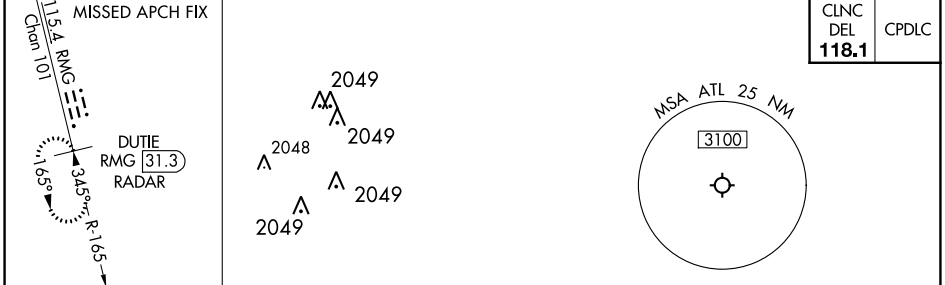 MISSED APCH FIX
115.4 RMG
Chan 101
DUTIE
RMG 31.3
RADAR
165°
345°
R-165
2049
2049
2048
2049
2049
MSA ATL 25 NM
3100
CLNC
DEL
118.1
CPDLC